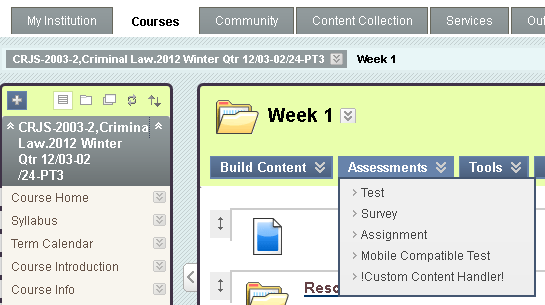 My Institution
Courses
Community
Content Collection
Services
CRJS-2003-2,Criminal Law.2012 Winter Qtr 12/03-02/24-PT3
Week 1
CRJS-2003-2,Crimina
Law.2012 Winter
Qtr 12/03-02
/24-PT3
Course Home
Syllabus
Term Calendar
Course Introduction
Course Info
Week 1
Build Content
Assessments
Tools
Test
Survey
Assignment
Mobile Compatible Test
!Custom Content Handler!